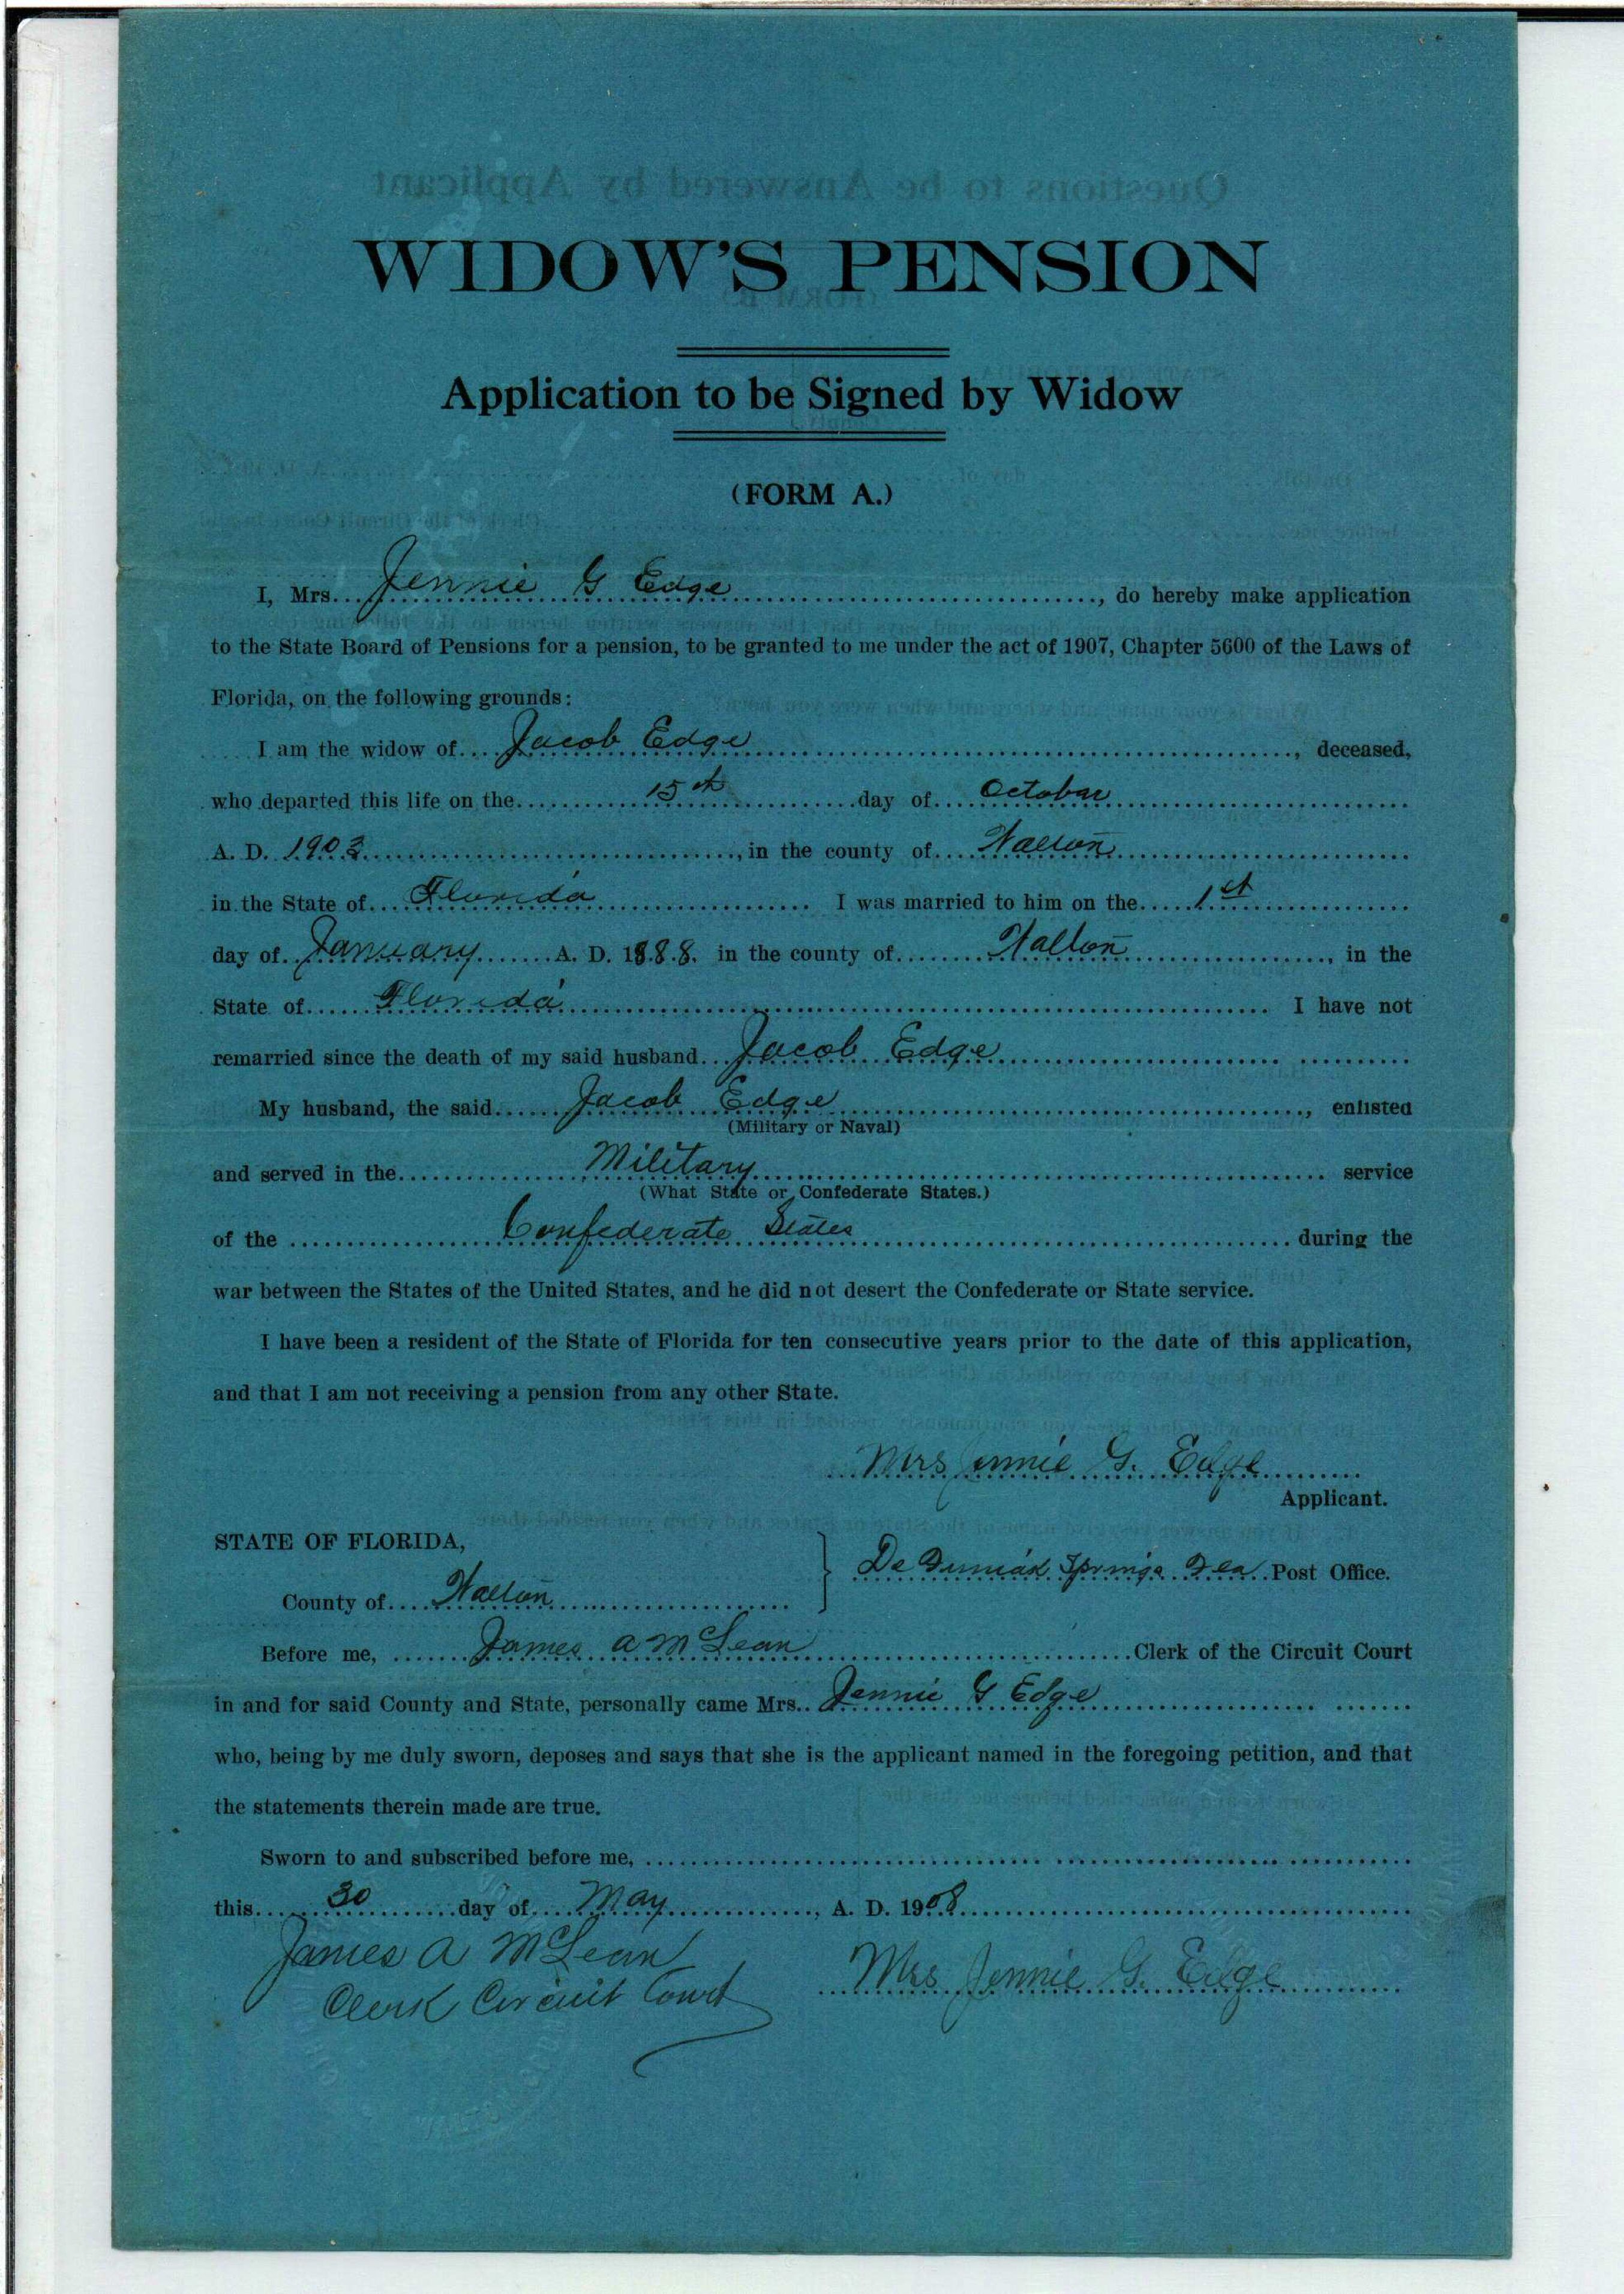 WIDOW'S PENSION
Application to be Signed by Widow
(FORM A.)
I, Mrs. Jennie G Edge, do hereby make application
to the State Board of Pensions for a pension, to be granted to me under the act of 1907, Chapter 5600 of the Laws of
Florida, on the following grounds:
I am the widow of Jacob Edge, deceased,
who departed this life on the 15th day of October
A. D. 1903, in the county of Walton
in the State of Florida I was married to him on the 1st
day of January A. D. 1888. in the county of Walton, in the
State of Florida I have not
remarried since the death of my said husband Jacob Edge
My husband, the said Jacob Edge, enlisted
(Military or Naval)
and served in the Military service
(What State or Confederate States.)
of the Confederate States during the
war between the States of the United States, and he did not desert the Confederate or State service.
I have been a resident of the State of Florida for ten consecutive years prior to the date of this application,
and that I am not receiving a pension from any other State.
Mrs Jennie G. Edge
Applicant.
STATE OF FLORIDA,
County of Walton
De Funiak Springs Fla Post Office.
Before me, James A McLean Clerk of the Circuit Court
in and for said County and State, personally came Mrs. Jennie G Edge
who, being by me duly sworn, deposes and says that she is the applicant named in the foregoing petition, and that
the statements therein made are true.
Sworn to and subscribed before me,
this 30 day of May, A. D. 1908
James A McLean
Clerk Circuit Court
Mrs Jennie G. Edge